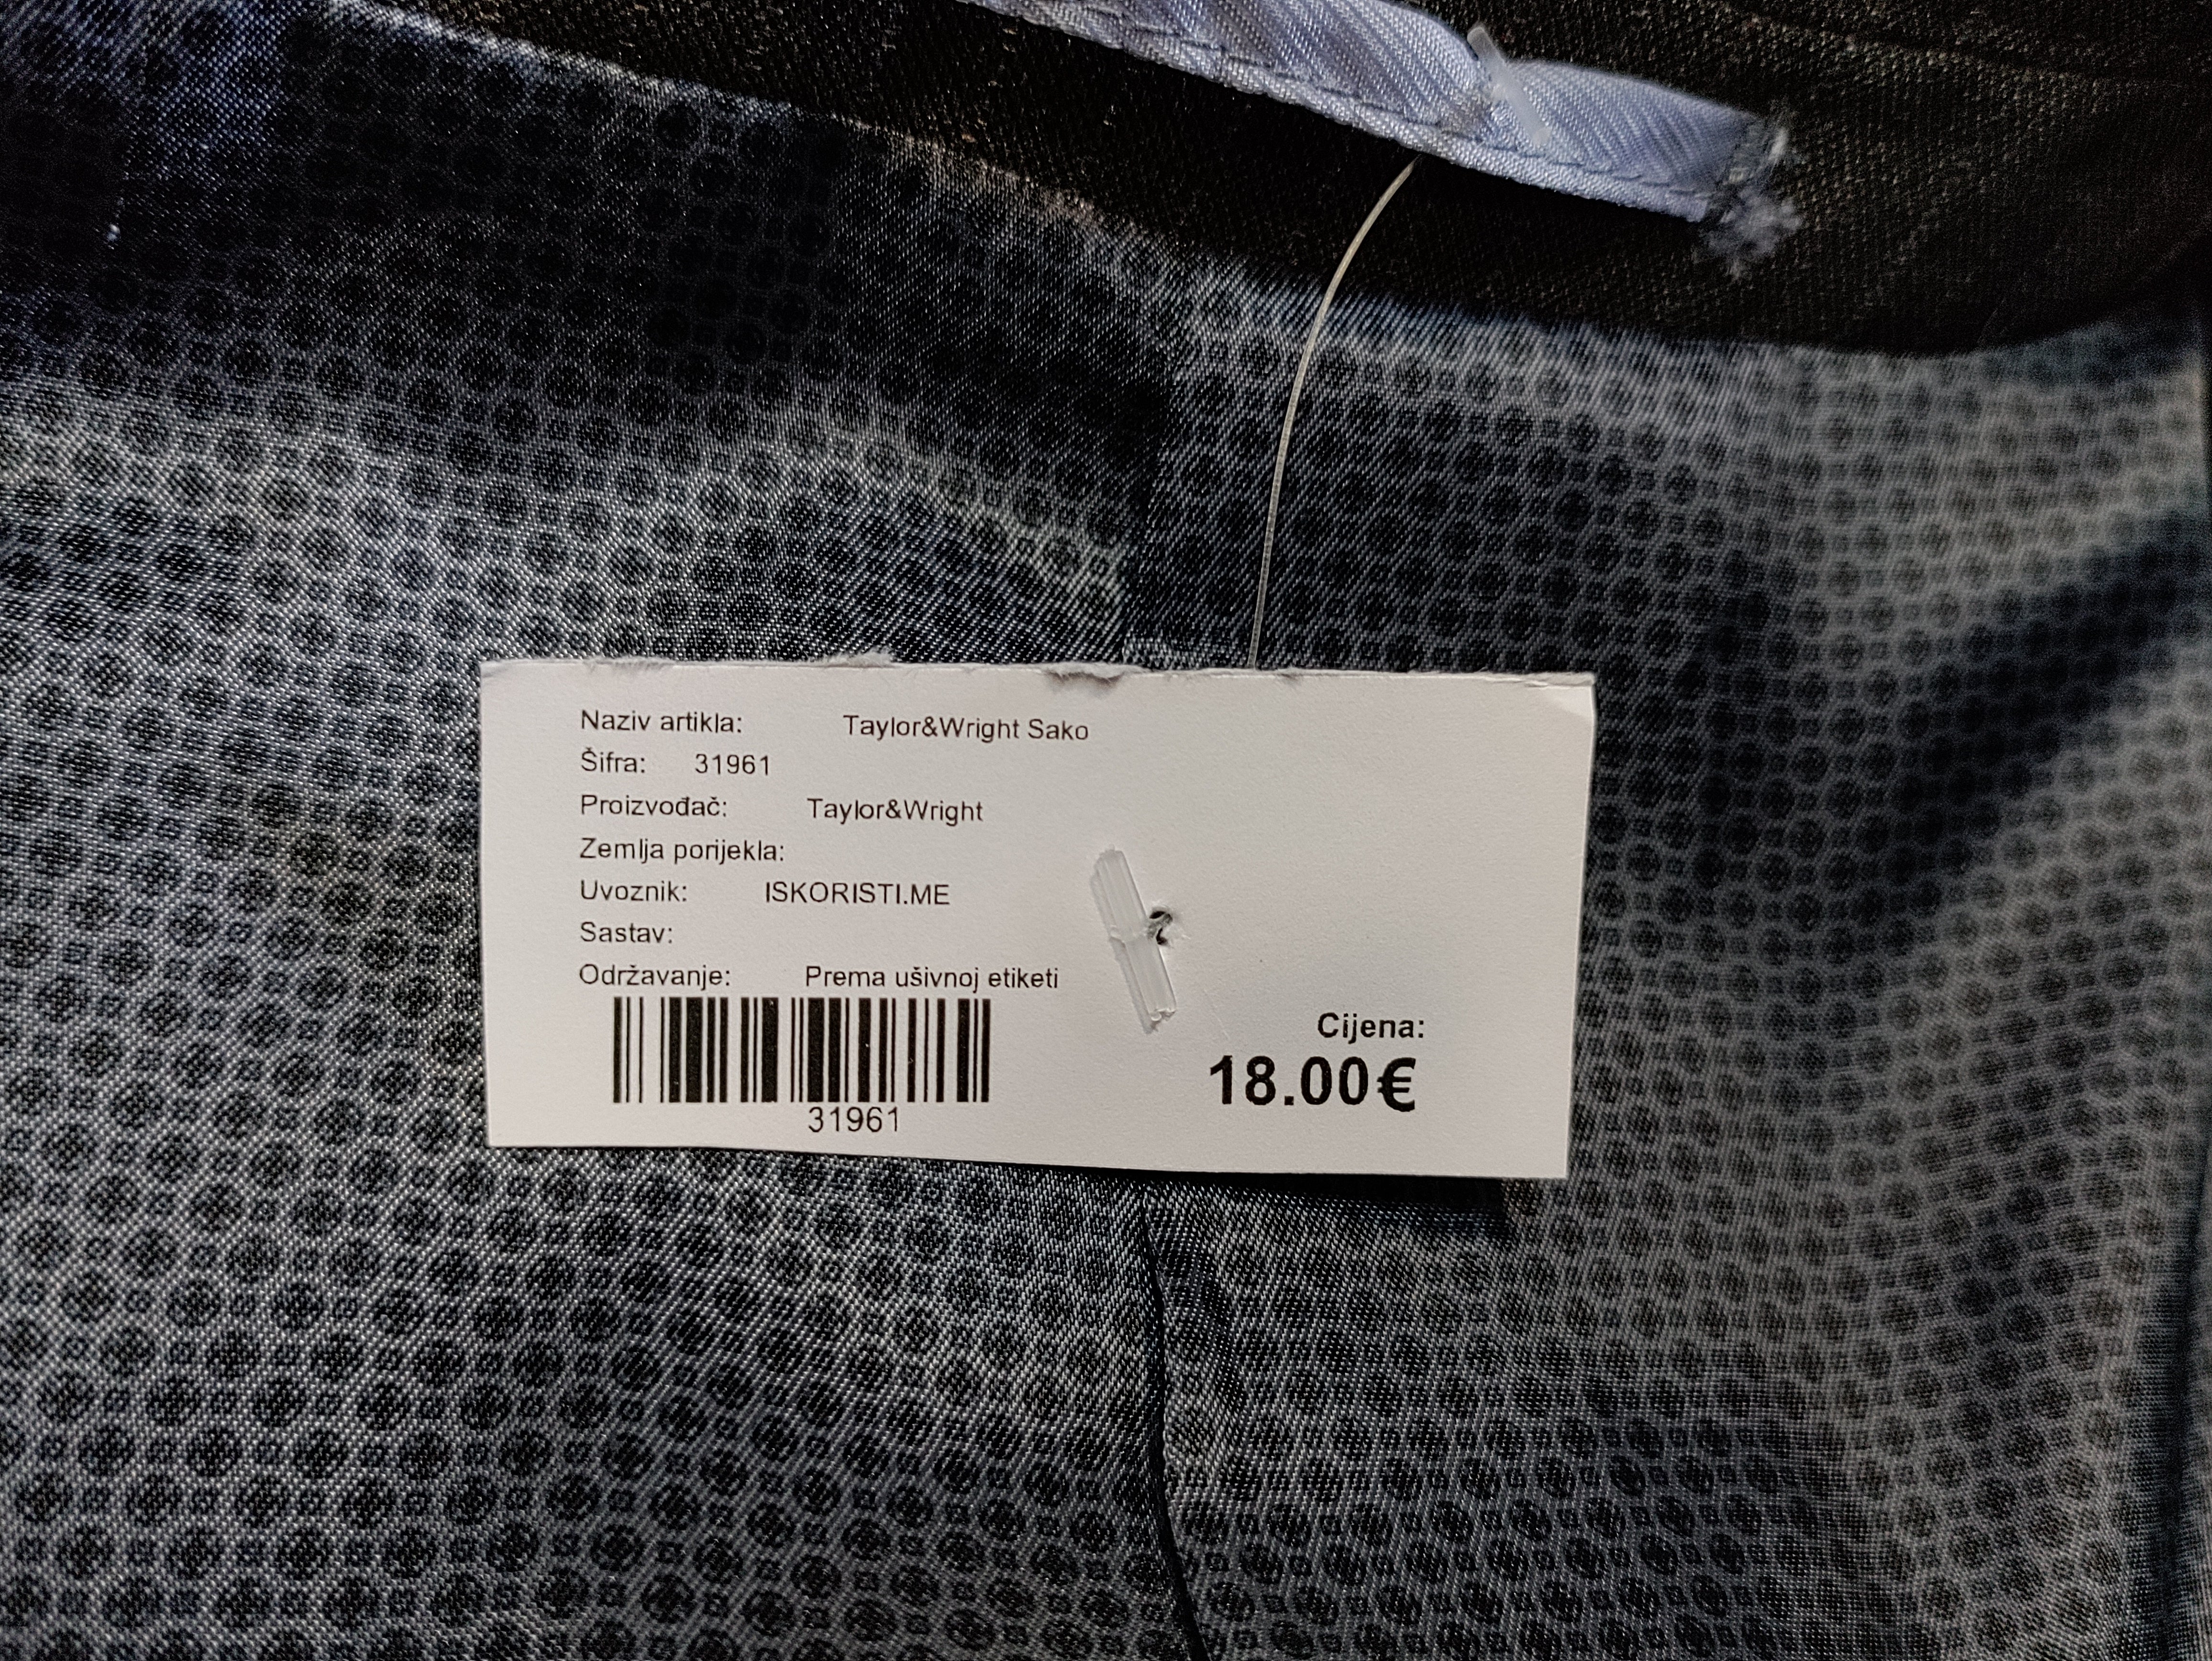 Naziv artikla: Taylor&Wright Sako
Šifra: 31961
Proizvođač: Taylor&Wright
Zemlja porijekla:
Uvoznik: ISKORISTI.ME
Sastav:
Održavanje: Prema ušivnoj etiketi
31961
Cijena:
18.00€